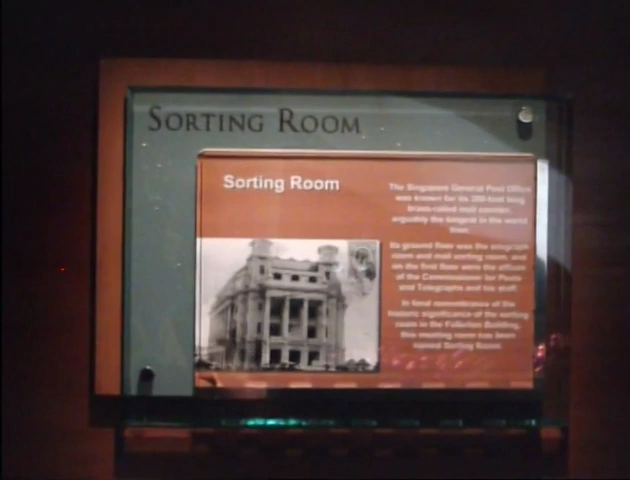 SORTING ROOM
Sorting Room
The Singapore General Post Office
was known for its 300-foot long
brass-railed mail counter,
arguably the longest in the world
then.
Its ground floor was the telegraph
room and mail sorting room, and
on the first floor were the offices
of the Commissioner for Posts
and Telegraphs and his staff.
In fond remembrance of the
historic significance of the sorting
room in the Fullerton Building,
this meeting room has been
named Sorting Room.